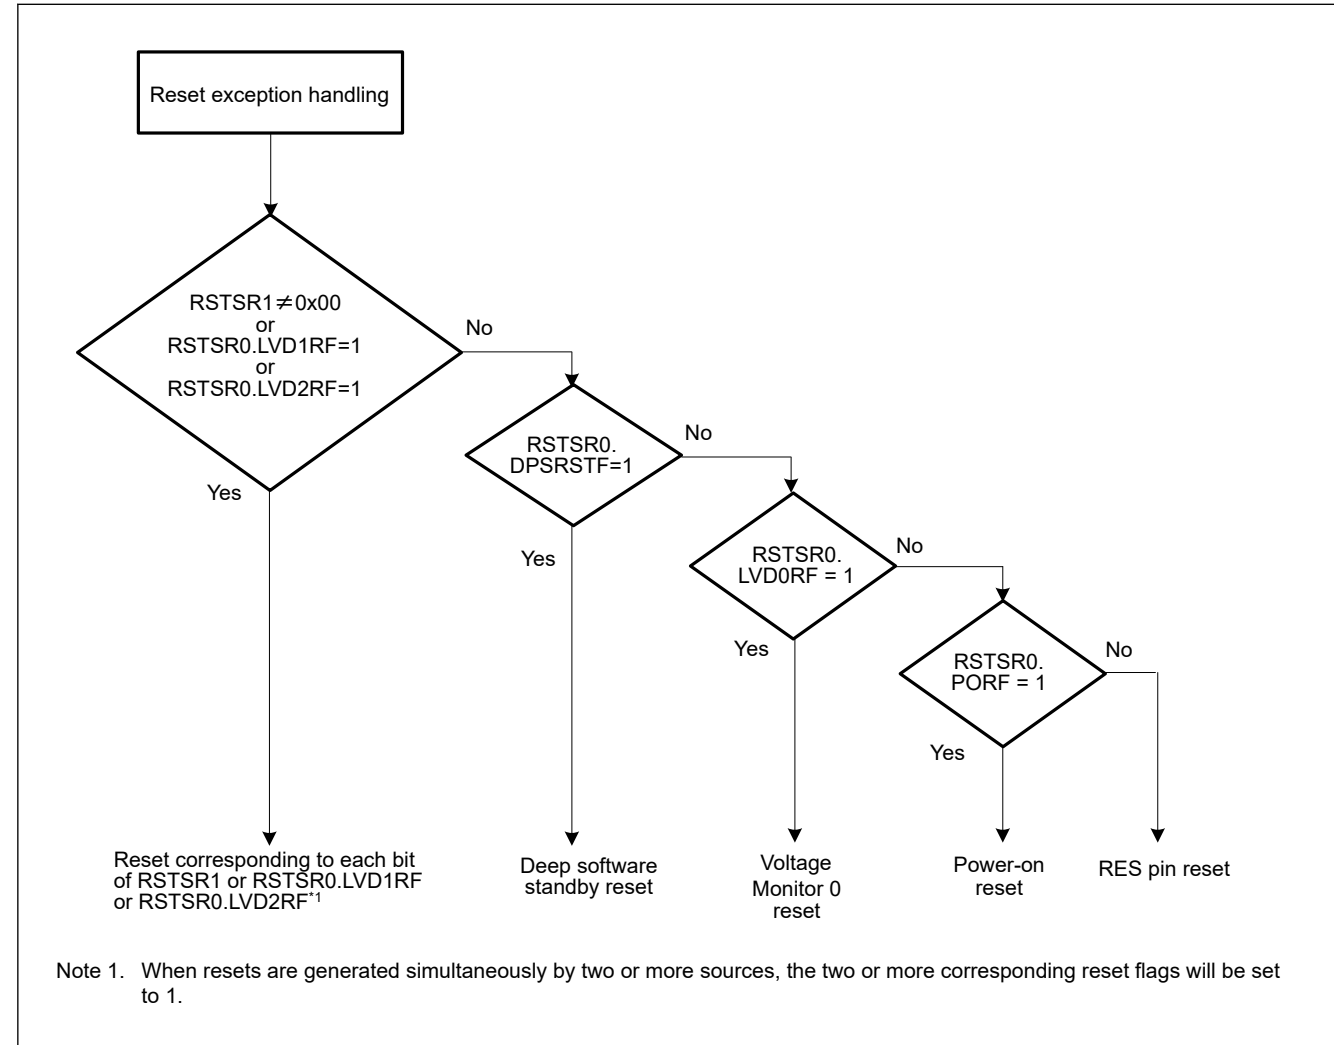 Reset exception handling
RSTSR1≠0x00
or
RSTSR0.LVD1RF=1
or
RSTSR0.LVD2RF=1
No
Yes
RSTSR0.
DPSRSTF=1
No
Yes
RSTSR0.
LVD0RF = 1
No
Yes
RSTSR0.
PORF = 1
No
Yes
Reset corresponding to each bit
of RSTSR1 or RSTSR0.LVD1RF
or RSTSR0.LVD2RF*1
Deep software
standby reset
Voltage
Monitor 0
reset
Power-on
reset
RES pin reset
Note 1. When resets are generated simultaneously by two or more sources, the two or more corresponding reset flags will be set
to 1.